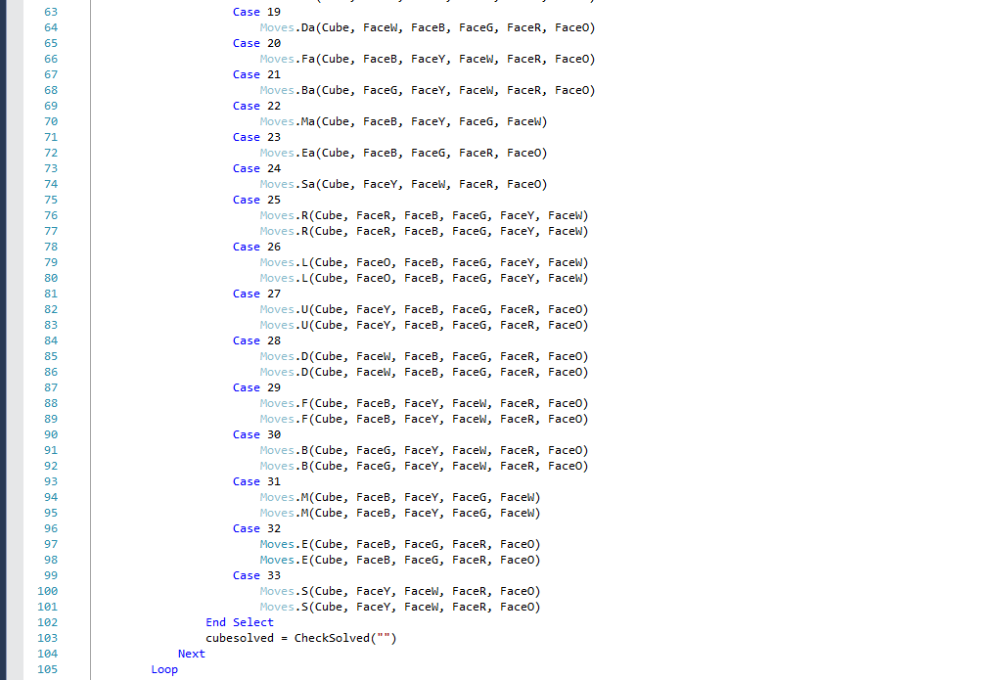 63 Case 19
64 Moves.Da(Cube, FaceW, FaceB, FaceG, FaceR, FaceO)
65 Case 20
66 Moves.Fa(Cube, FaceB, FaceY, FaceW, FaceR, FaceO)
67 Case 21
68 Moves.Ba(Cube, FaceG, FaceY, FaceW, FaceR, FaceO)
69 Case 22
70 Moves.Ma(Cube, FaceB, FaceY, FaceG, FaceW)
71 Case 23
72 Moves.Ea(Cube, FaceB, FaceG, FaceR, FaceO)
73 Case 24
74 Moves.Sa(Cube, FaceY, FaceW, FaceR, FaceO)
75 Case 25
76 Moves.R(Cube, FaceR, FaceB, FaceG, FaceY, FaceW)
77 Moves.R(Cube, FaceR, FaceB, FaceG, FaceY, FaceW)
78 Case 26
79 Moves.L(Cube, FaceO, FaceB, FaceG, FaceY, FaceW)
80 Moves.L(Cube, FaceO, FaceB, FaceG, FaceY, FaceW)
81 Case 27
82 Moves.U(Cube, FaceY, FaceB, FaceG, FaceR, FaceO)
83 Moves.U(Cube, FaceY, FaceB, FaceG, FaceR, FaceO)
84 Case 28
85 Moves.D(Cube, FaceW, FaceB, FaceG, FaceR, FaceO)
86 Moves.D(Cube, FaceW, FaceB, FaceG, FaceR, FaceO)
87 Case 29
88 Moves.F(Cube, FaceB, FaceY, FaceW, FaceR, FaceO)
89 Moves.F(Cube, FaceB, FaceY, FaceW, FaceR, FaceO)
90 Case 30
91 Moves.B(Cube, FaceG, FaceY, FaceW, FaceR, FaceO)
92 Moves.B(Cube, FaceG, FaceY, FaceW, FaceR, FaceO)
93 Case 31
94 Moves.M(Cube, FaceB, FaceY, FaceG, FaceW)
95 Moves.M(Cube, FaceB, FaceY, FaceG, FaceW)
96 Case 32
97 Moves.E(Cube, FaceB, FaceG, FaceR, FaceO)
98 Moves.E(Cube, FaceB, FaceG, FaceR, FaceO)
99 Case 33
100 Moves.S(Cube, FaceY, FaceW, FaceR, FaceO)
101 Moves.S(Cube, FaceY, FaceW, FaceR, FaceO)
102 End Select
103 cubesolved = CheckSolved("")
104 Next
105 Loop